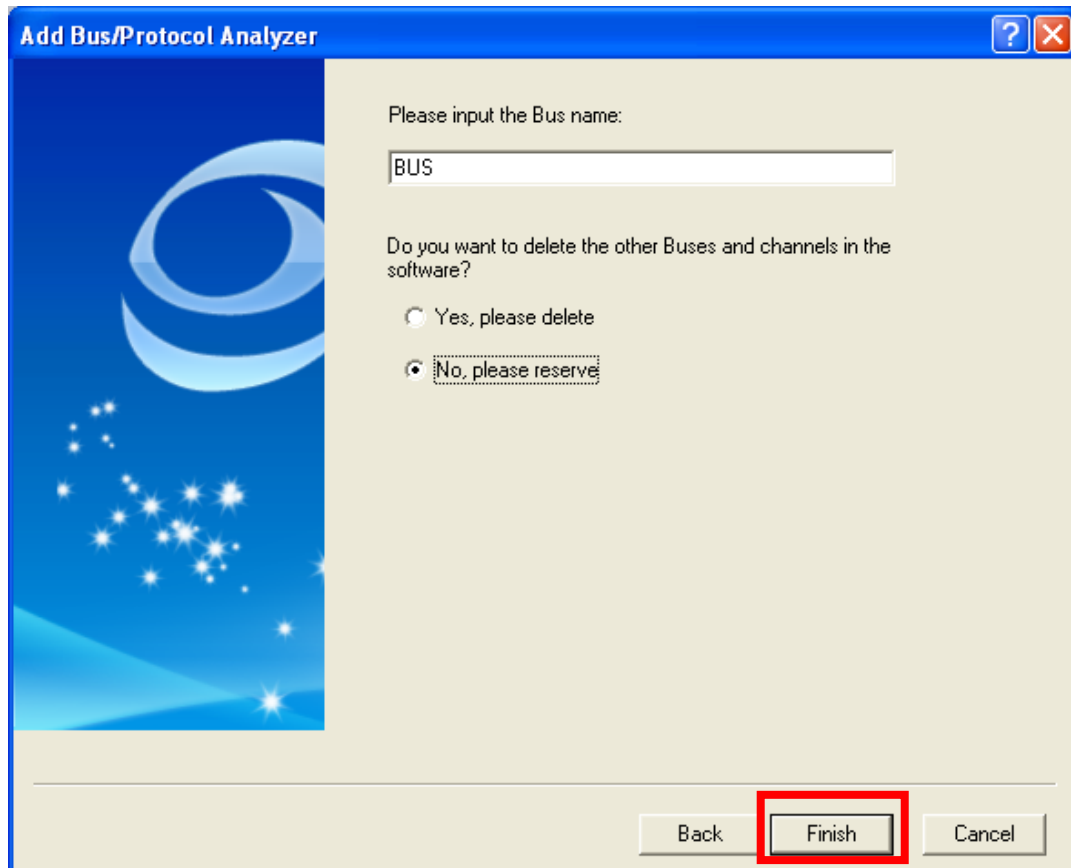 Add Bus/Protocol Analyzer
?
Please input the Bus name:
BUS
Do you want to delete the other Buses and channels in the
software?
Yes, please delete
No, please reserve
Back Finish Cancel